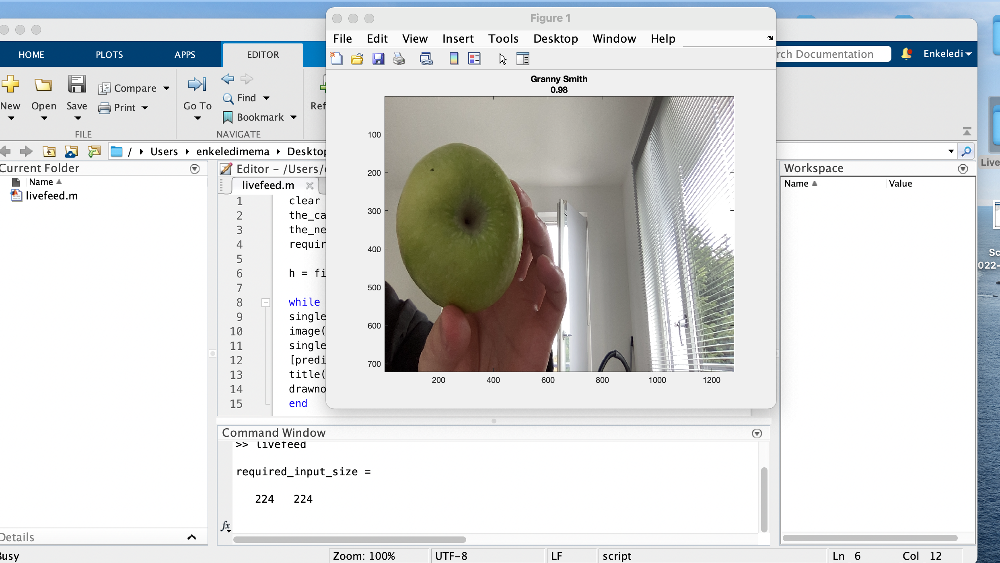 Figure 1
File Edit View Insert Tools Desktop Window Help
HOME PLOTS APPS EDITOR
rch Documentation
Enkeledi
New
Open
Save
Compare
Print
FILE
Go To
Find
Bookmark
NAVIGATE
Ref
/ Users enkeledimema Desktop
Current Folder
Name
livefeed.m
Editor – /Users/
livefeed.m
1 clear
2 the_ca
3 the_ne
4 requir
5
6 h = fi
7
8 while
9 single
10 image(
11 single
12 [predi
13 title(
14 drawno
15 end
Granny Smith
0.98
100
200
300
400
500
600
700
200 400 600 800 1000 1200
Workspace
Name Value
Live
Sc
022-
Command Window
>> livefeed
required_input_size =
224 224
fx
Details
Busy
Zoom: 100% UTF-8 LF script Ln 6 Col 12